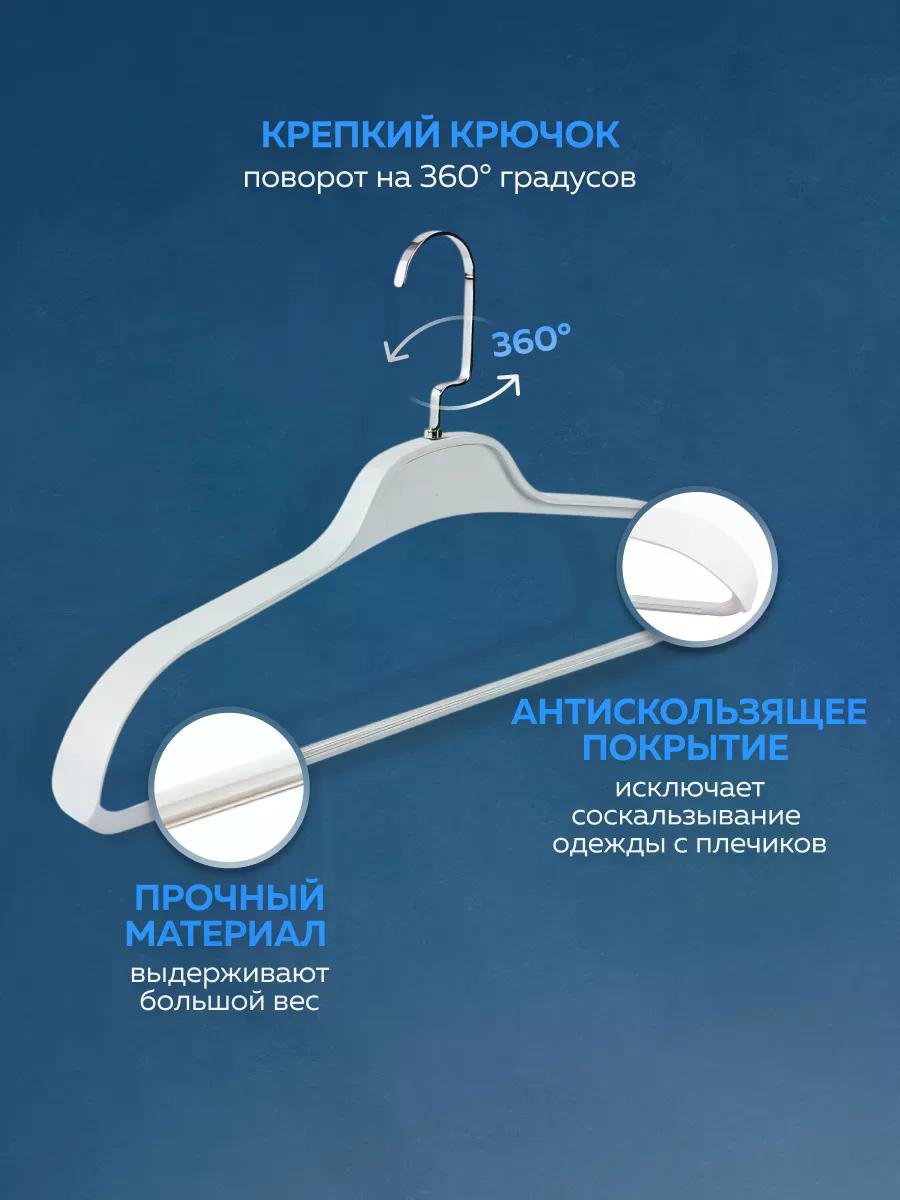 КРЕПКИЙ КРЮЧОК
поворот на 360° градусов
360°
АНТИСКОЛЬЗЯЩЕЕ
ПОКРЫТИЕ
исключает
соскальзывание
одежды с плечиков
ПРОЧНЫЙ
МАТЕРИАЛ
выдерживают
большой вес